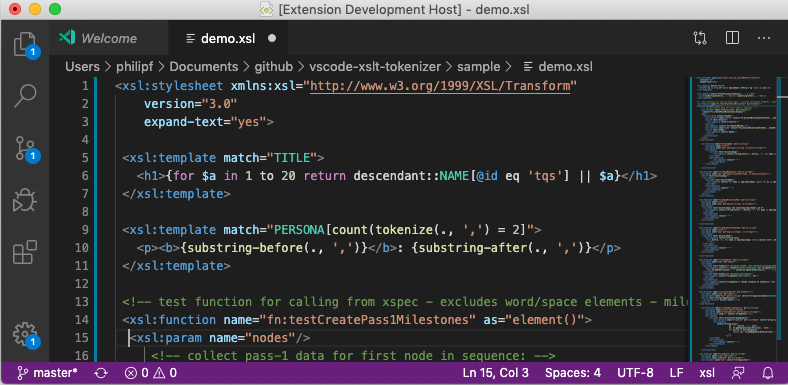 [Extension Development Host] - demo.xsl
Welcome
demo.xsl
Users › philipf › Documents › github › vscode-xslt-tokenizer › sample › demo.xsl
1 <xsl:stylesheet xmlns:xsl="http://www.w3.org/1999/XSL/Transform"
2 version="3.0"
3 expand-text="yes">
4
5 <xsl:template match="TITLE">
6 <h1>{for $a in 1 to 20 return descendant::NAME[@id eq 'tqs'] || $a}</h1>
7 </xsl:template>
8
9 <xsl:template match="PERSONA[count(tokenize(., ',') = 2]">
10 <p><b>{substring-before(., ',')}</b>: {substring-after(., ',')}</p>
11 </xsl:template>
12
13 <!-- test function for calling from xspec - excludes word/space elements - mil
14 <xsl:function name="fn:testCreatePass1Milestones" as="element()">
15 <xsl:param name="nodes"/>
16 <!-- collect pass-1 data for first node in sequence: -->
1
1
1
master* 0 0 Ln 15, Col 3 Spaces: 4 UTF-8 LF xsl